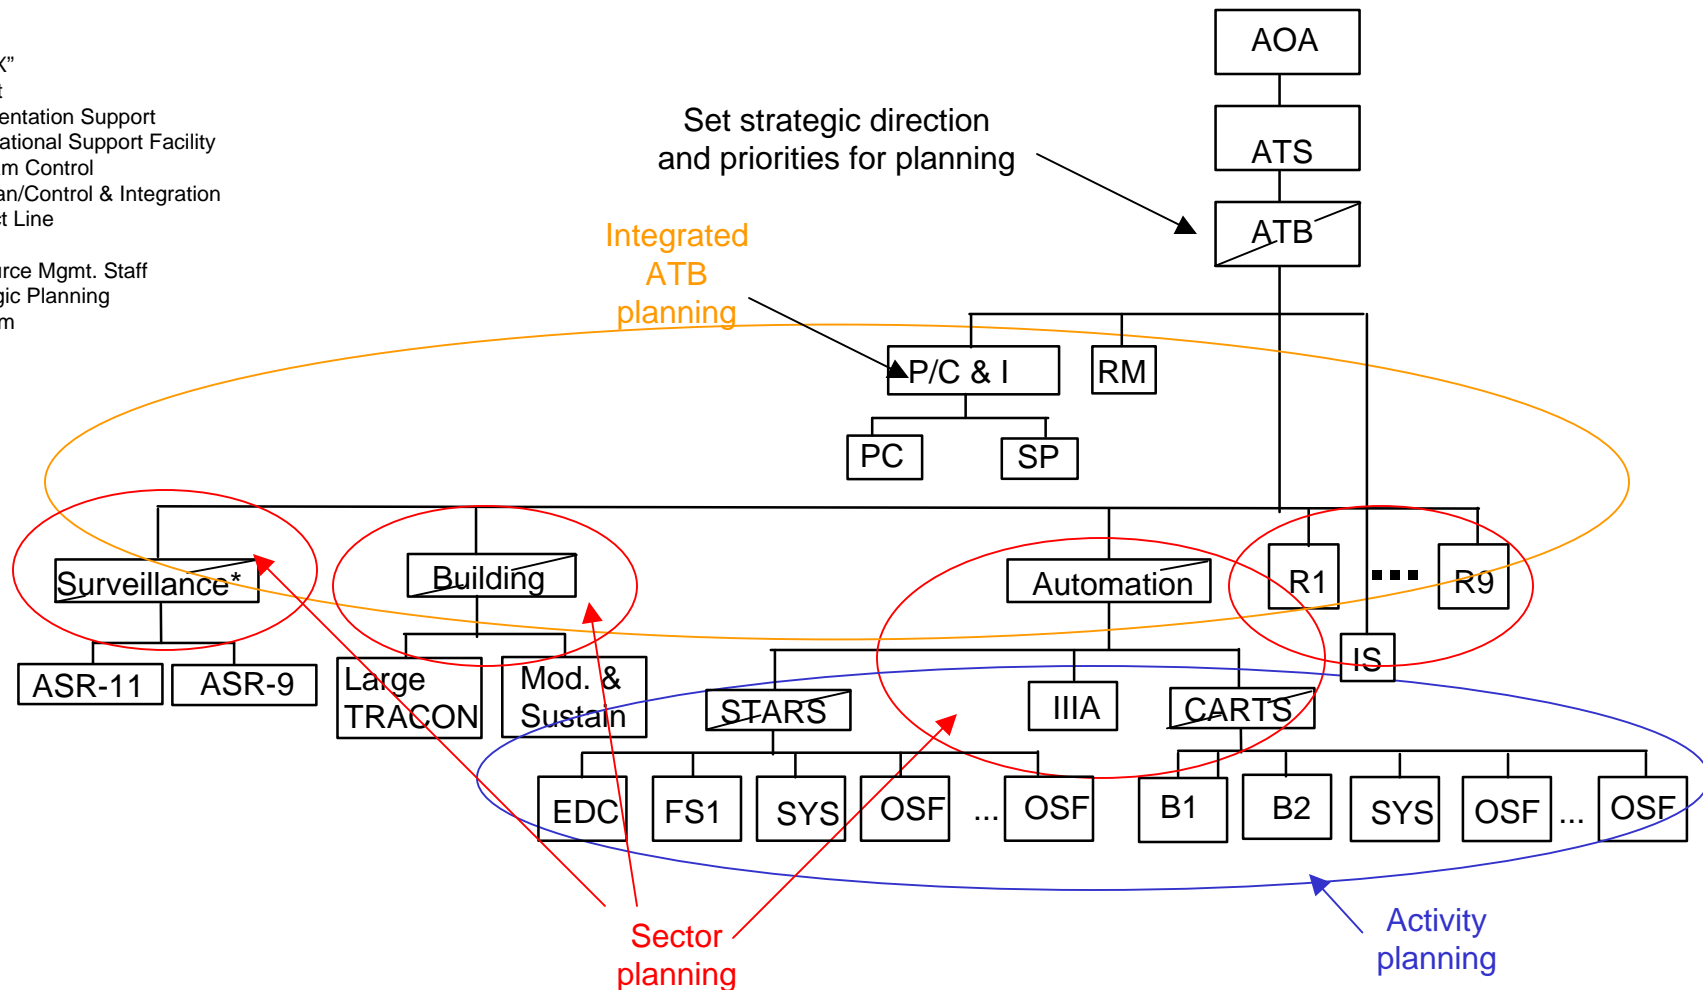 X”
t
entation Support
ational Support Facility
m Control
an/Control & Integration
ct Line
urce Mgmt. Staff
gic Planning
m
AOA
ATS
ATB
Set strategic direction
and priorities for planning
Integrated
ATB
planning
P/C & I
RM
PC
SP
Surveillance*
Building
Automation
R1
R9
IS
ASR-11
ASR-9
Large
TRACON
Mod. &
Sustain
STARS
IIIA
CARTS
EDC
FS1
SYS
OSF
...
OSF
B1
B2
SYS
OSF
...
OSF
Sector
planning
Activity
planning